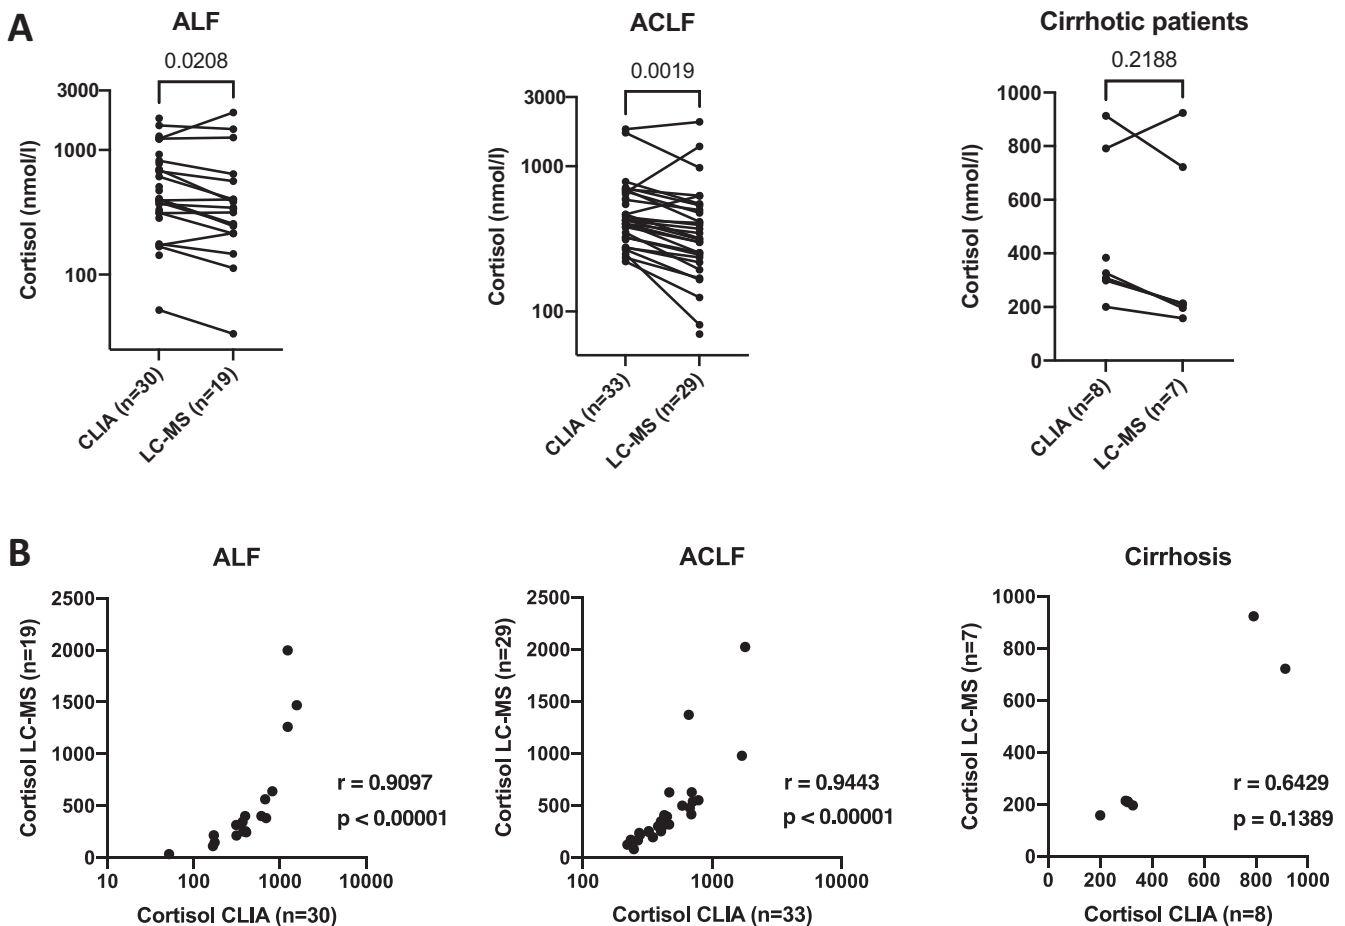 A
ALF
0.0208
3000
1000
100
Cortisol (nmol/l)
CLIA (n=30)
LC-MS (n=19)
ACLF
0.0019
3000
1000
100
Cortisol (nmol/l)
CLIA (n=33)
LC-MS (n=29)
Cirrhotic patients
0.2188
1000
800
600
400
200
0
Cortisol (nmol/l)
CLIA (n=8)
LC-MS (n=7)
B
ALF
2500
2000
1500
1000
500
0
Cortisol LC-MS (n=19)
r = 0.9097
p < 0.00001
10 100 1000 10000
Cortisol CLIA (n=30)
ACLF
2500
2000
1500
1000
500
0
Cortisol LC-MS (n=29)
r = 0.9443
p < 0.00001
100 1000 10000
Cortisol CLIA (n=33)
Cirrhosis
1000
800
600
400
200
0
Cortisol LC-MS (n=7)
r = 0.6429
p = 0.1389
0 200 400 600 800 1000
Cortisol CLIA (n=8)